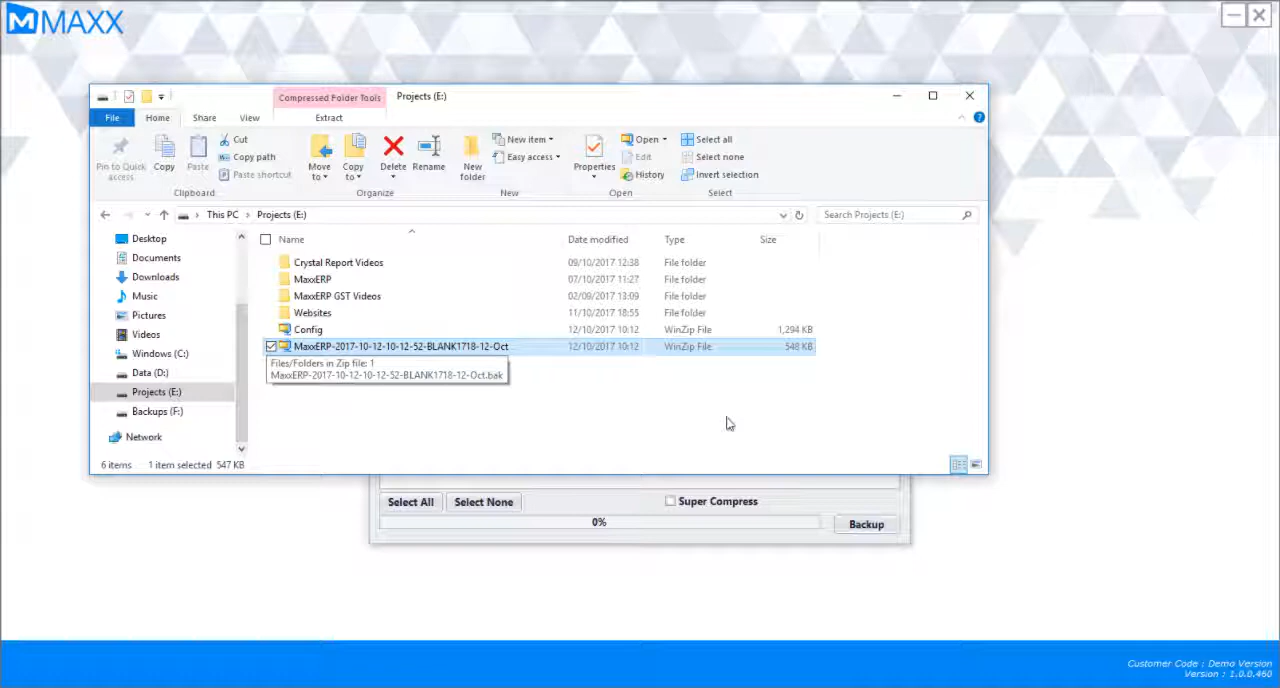 MAXX
Compressed Folder Tools
Projects (E:)
File
Home
Share
View
Extract
Pin to Quick access
Copy
Paste
Cut
Copy path
Paste shortcut
Clipboard
Move to
Copy to
Delete
Rename
Organize
New folder
New item
Easy access
New
Properties
Open
Edit
History
Open
Select all
Select none
Invert selection
Select
This PC > Projects (E:)
Search Projects (E:)
Desktop
Documents
Downloads
Music
Pictures
Videos
Windows (C:)
Data (D:)
Projects (E:)
Backups (F:)
Network
Name Date modified Type Size
Crystal Report Videos 09/10/2017 12:38 File folder
MaxxERP 07/10/2017 11:27 File folder
MaxxERP GST Videos 02/09/2017 13:09 File folder
Websites 11/10/2017 18:55 File folder
Config 12/10/2017 10:12 WinZip File 1,294 KB
MaxxERP-2017-10-12-10-12-52-BLANK1718-12-Oct 12/10/2017 10:12 WinZip File 548 KB
Files/Folders in Zip file: 1
MaxxERP-2017-10-12-10-12-52-BLANK1718-12-Oct.bak
6 items 1 item selected 547 KB
Select All
Select None
Super Compress
0%
Backup
Customer Code : Demo Version
Version : 1.0.0.460